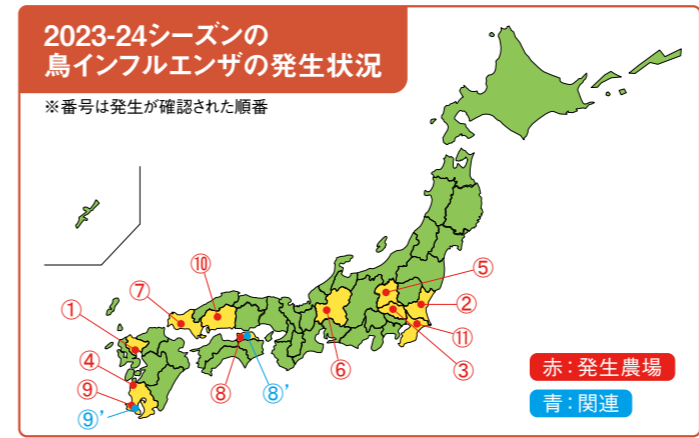 2023-24シーズンの
鳥インフルエンザの発生状況
※番号は発生が確認された順番
⑩
⑤
⑦
②
①
⑪
④
⑥
③
⑨
⑧
⑧’
⑨’
赤：発生農場
青：関連